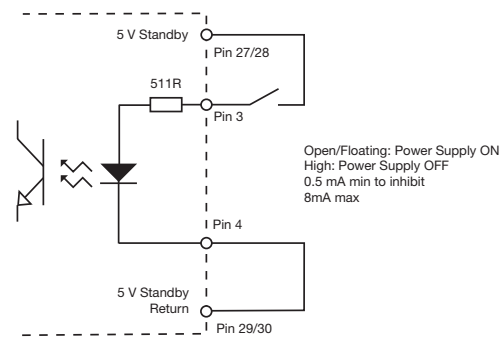 5 V Standby
Pin 27/28
511R
Pin 3
Open/Floating: Power Supply ON
High: Power Supply OFF
0.5 mA min to inhibit
8mA max
Pin 4
5 V Standby
Return
Pin 29/30